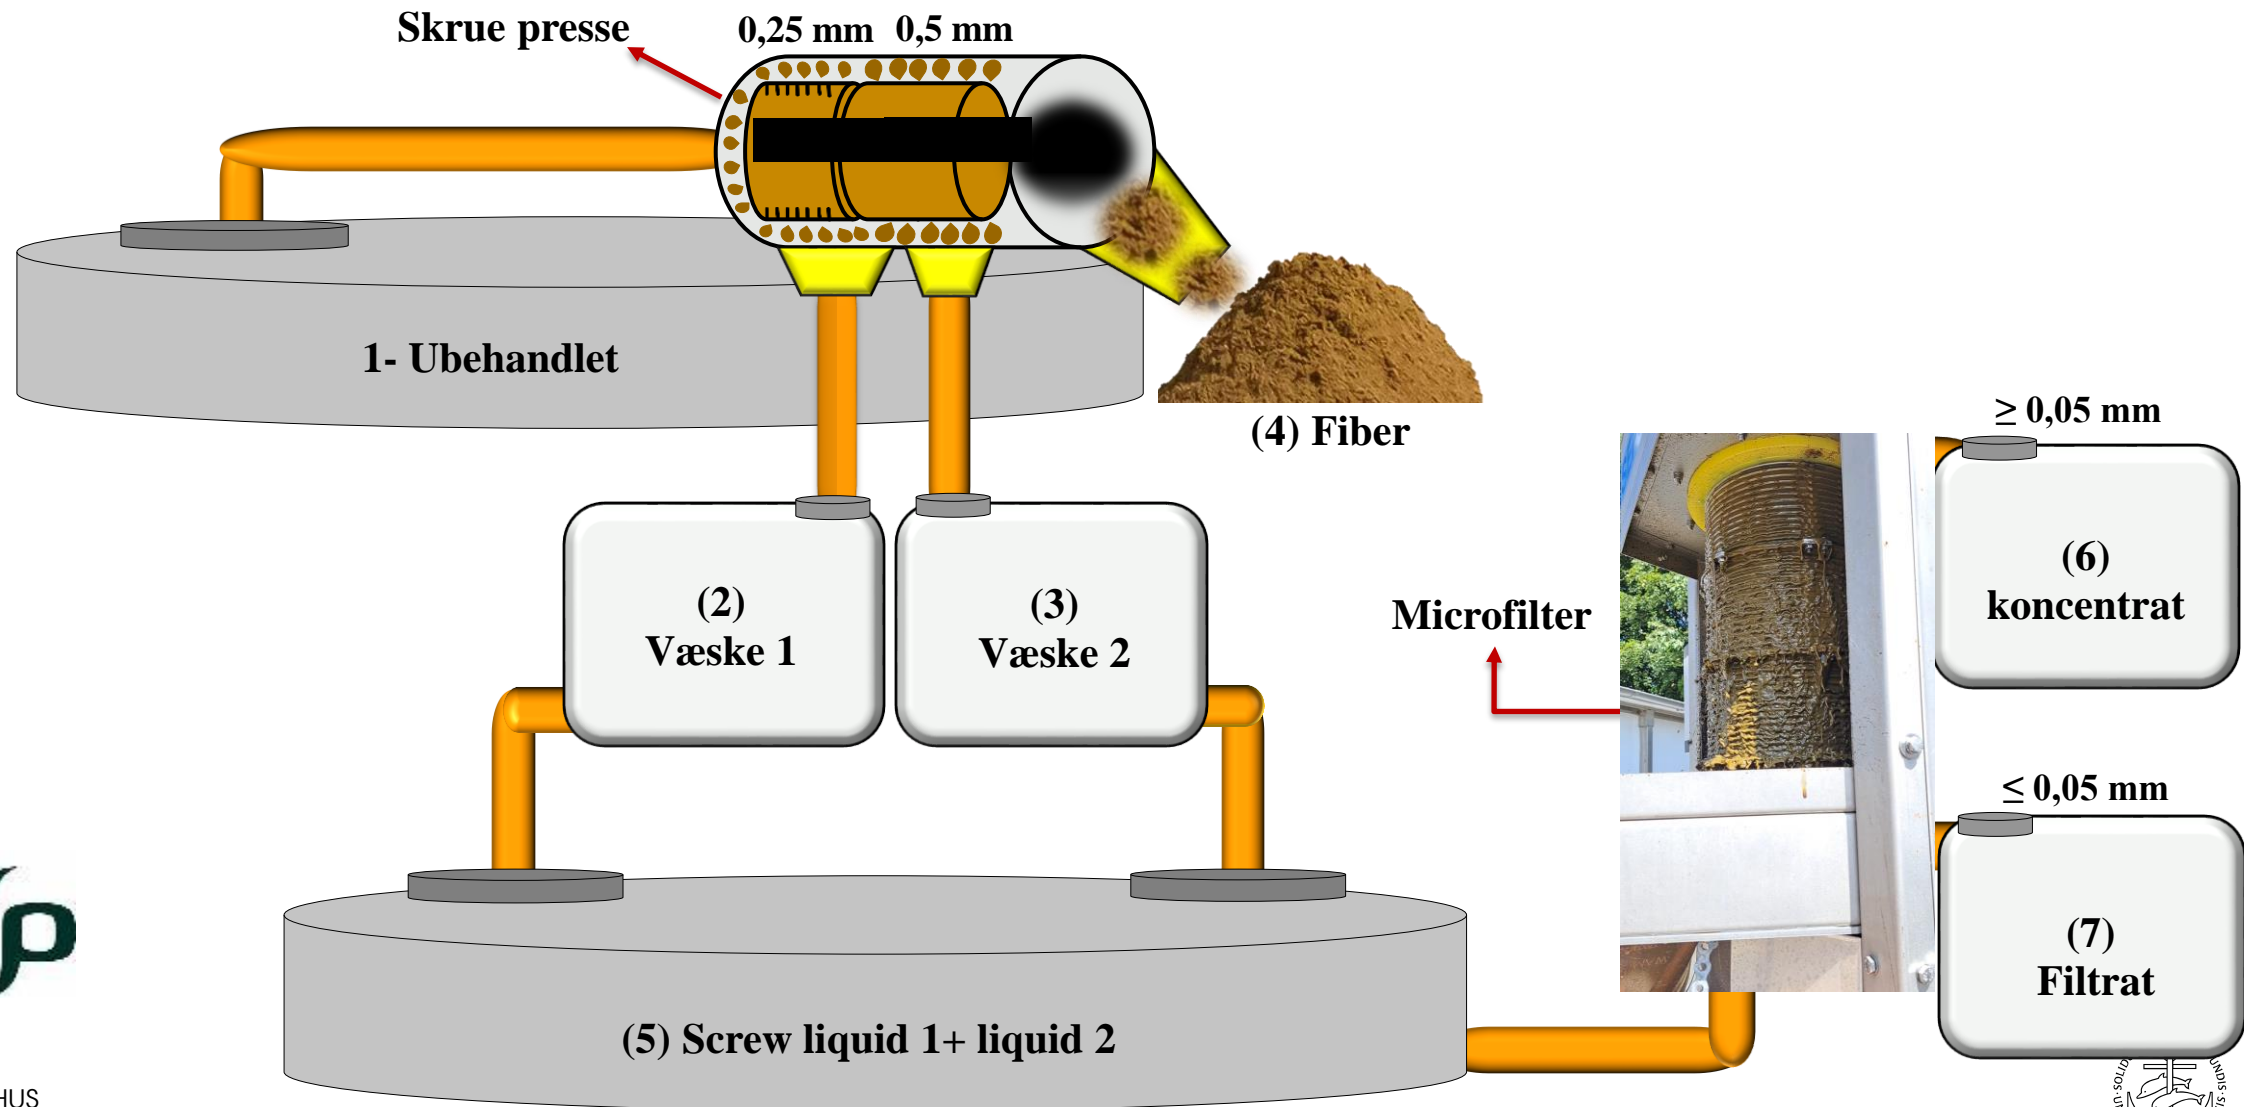 Skrue presse
0,25 mm 0,5 mm
1- Ubehandlet
(4) Fiber
≥ 0,05 mm
(2)
Væske 1
(3)
Væske 2
Microfilter
(6)
koncentrat
≤ 0,05 mm
(7)
Filtrat
(5) Screw liquid 1+ liquid 2
HUS